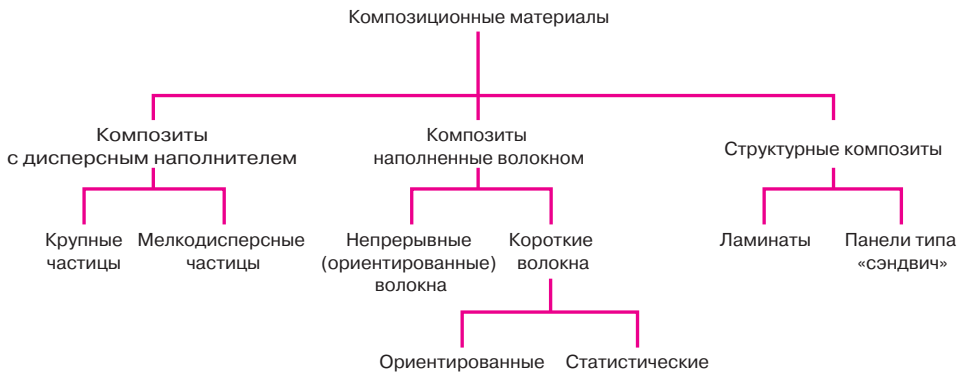 Композиционные материалы
Композиты
с дисперсным наполнителем
Композиты
наполненные волокном
Структурные композиты
Крупные
частицы
Мелкодисперсные
частицы
Непрерывные
(ориентированные)
волокна
Короткие
волокна
Ламинаты
Панели типа
«сэндвич»
Ориентированные
Статистические